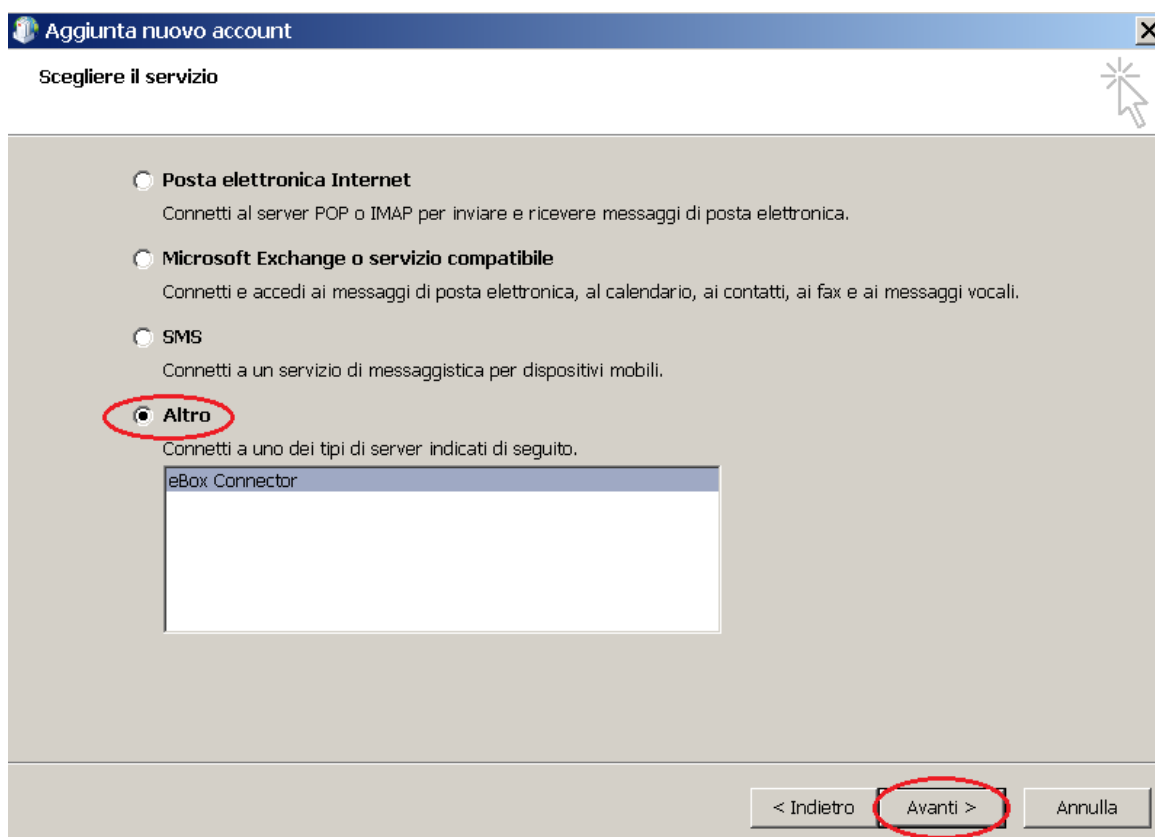 Aggiunta nuovo account
Scegliere il servizio
Posta elettronica Internet
Connetti al server POP o IMAP per inviare e ricevere messaggi di posta elettronica.
Microsoft Exchange o servizio compatibile
Connetti e accedi ai messaggi di posta elettronica, al calendario, ai contatti, ai fax e ai messaggi vocali.
SMS
Connetti a un servizio di messaggistica per dispositivi mobili.
Altro
Connetti a uno dei tipi di server indicati di seguito.
eBox Connector
< Indietro Avanti > Annulla